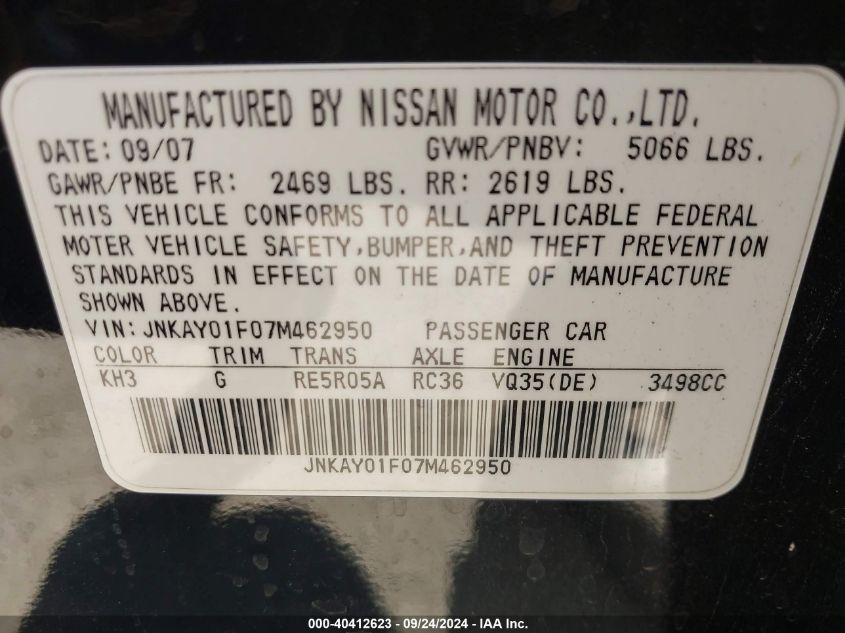 MANUFACTURED BY NISSAN MOTOR CO.,LTD.
DATE: 09/07 GVWR/PNBV: 5066 LBS.
GAWR/PNBE FR: 2469 LBS. RR: 2619 LBS.
THIS VEHICLE CONFORMS TO ALL APPLICABLE FEDERAL
MOTER VEHICLE SAFETY,BUMPER,AND THEFT PREVENTION
STANDARDS IN EFFECT ON THE DATE OF MANUFACTURE
SHOWN ABOVE.
VIN: JNKAY01F07M462950 PASSENGER CAR
COLOR TRIM TRANS AXLE ENGINE
KH3 G RE5R05A RC36 VQ35(DE) 3498CC
JNKAY01F07M462950
000-40412623 - 09/24/2024 - IAA Inc.